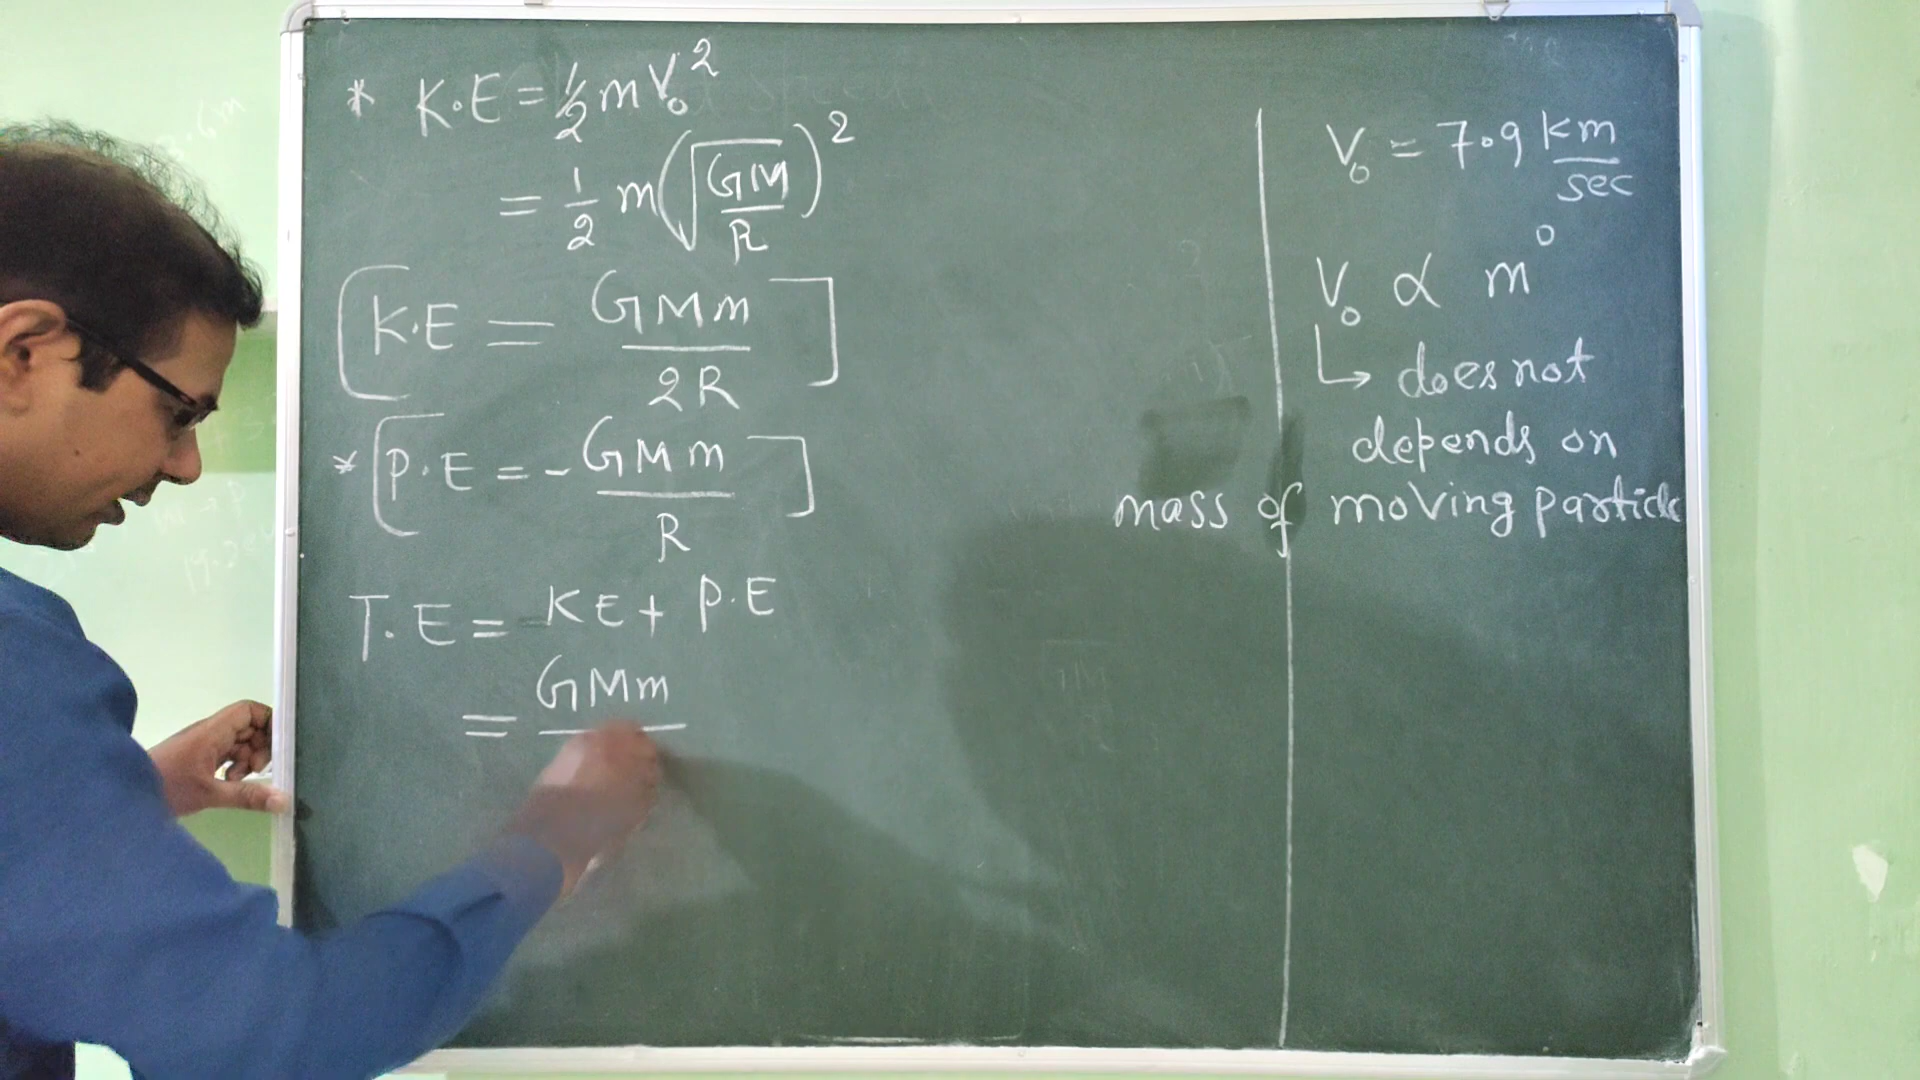 * K.E = 1/2 m V₀²
= 1/2 m (√(GM/R))²
[K.E = GMm/2R]
* [P.E = - GMm/R]
T.E = KE + P.E
= GMm
V₀ = 7.9 km/sec
V₀ ∝ m⁰
↳ does not
depends on
mass of moving particle